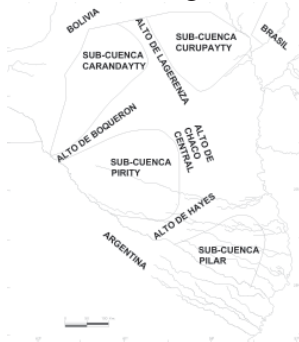 BOLIVIA
SUB-CUENCA
CURUPAYTY
BRASIL
ALTO DE LAGERENZA
SUB-CUENCA
CARANDAYTY
ALTO DE BOQUERON
ALTO DE
CHACO
CENTRAL
SUB-CUENCA
PIRITY
ALTO DE HAYES
ARGENTINA
SUB-CUENCA
PILAR